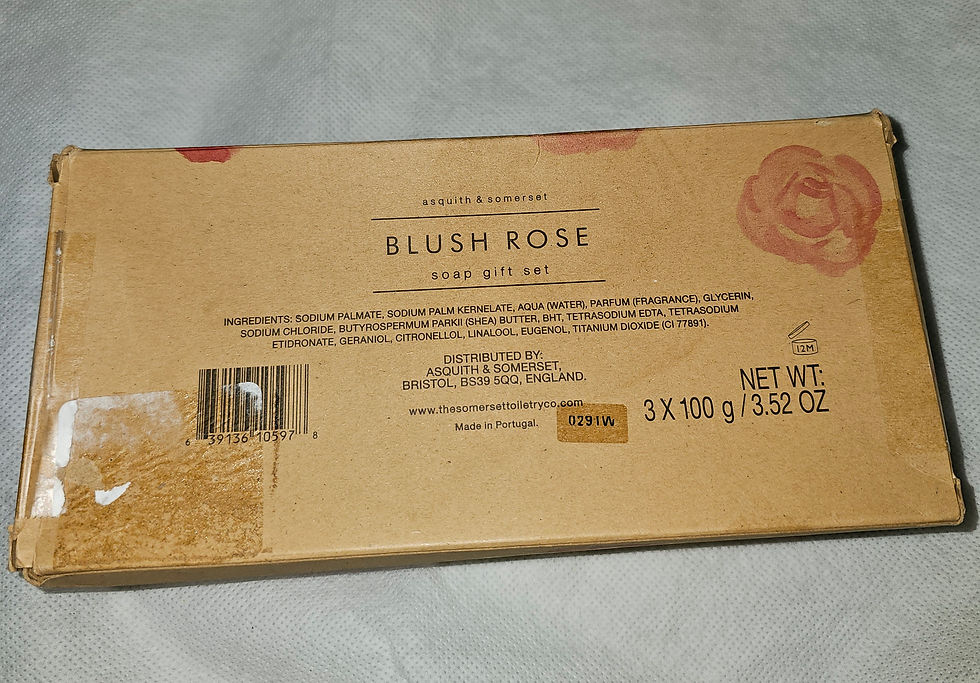 asquith & somerset
BLUSH ROSE
soap gift set
INGREDIENTS: SODIUM PALMATE, SODIUM PALM KERNELATE, AQUA (WATER), PARFUM (FRAGRANCE), GLYCERIN,
SODIUM CHLORIDE, BUTYROSPERMUM PARKII (SHEA) BUTTER, BHT, TETRASODIUM EDTA, TETRASODIUM
ETIDRONATE, GERANIOL, CITRONELLOL, LINALOOL, EUGENOL, TITANIUM DIOXIDE (CI 77891).
DISTRIBUTED BY:
ASQUITH & SOMERSET,
BRISTOL, BS39 5QQ, ENGLAND.
www.thesomersettoiletryco.com
Made in Portugal.
0291W
12M
NET WT:
3 X 100 g / 3.52 OZ
6 39136 10597 8